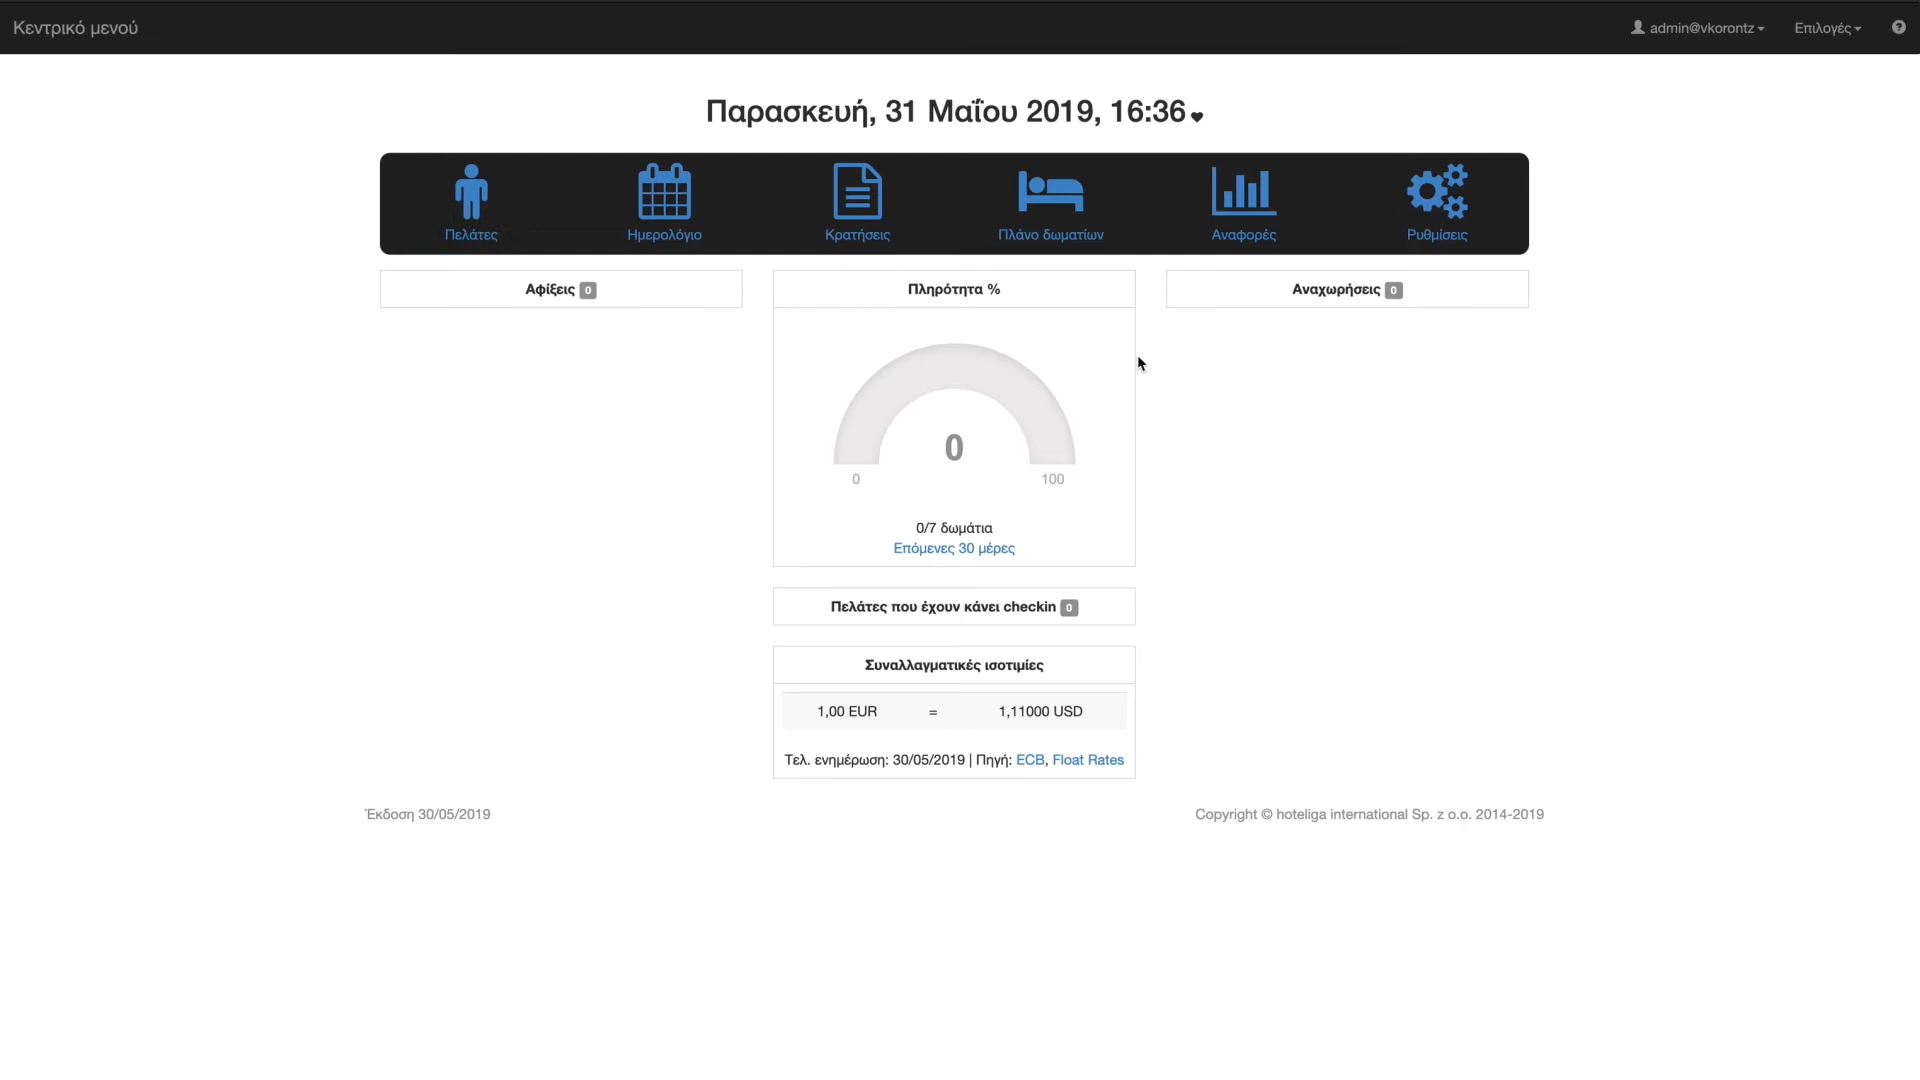 Κεντρικό μενού
admin@vkorontz
Επιλογές
Παρασκευή, 31 Μαΐου 2019, 16:36
Πελάτες
Ημερολόγιο
Κρατήσεις
Πλάνο δωματίων
Αναφορές
Ρυθμίσεις
Αφίξεις 0
Πληρότητα %
Αναχωρήσεις 0
0
0
100
0/7 δωμάτια
Επόμενες 30 μέρες
Πελάτες που έχουν κάνει checkin 0
Συναλλαγματικές ισοτιμίες
1,00 EUR = 1,11000 USD
Τελ. ενημέρωση: 30/05/2019 | Πηγή: ECB, Float Rates
Έκδοση 30/05/2019
Copyright © hoteliga international Sp. z o.o. 2014-2019